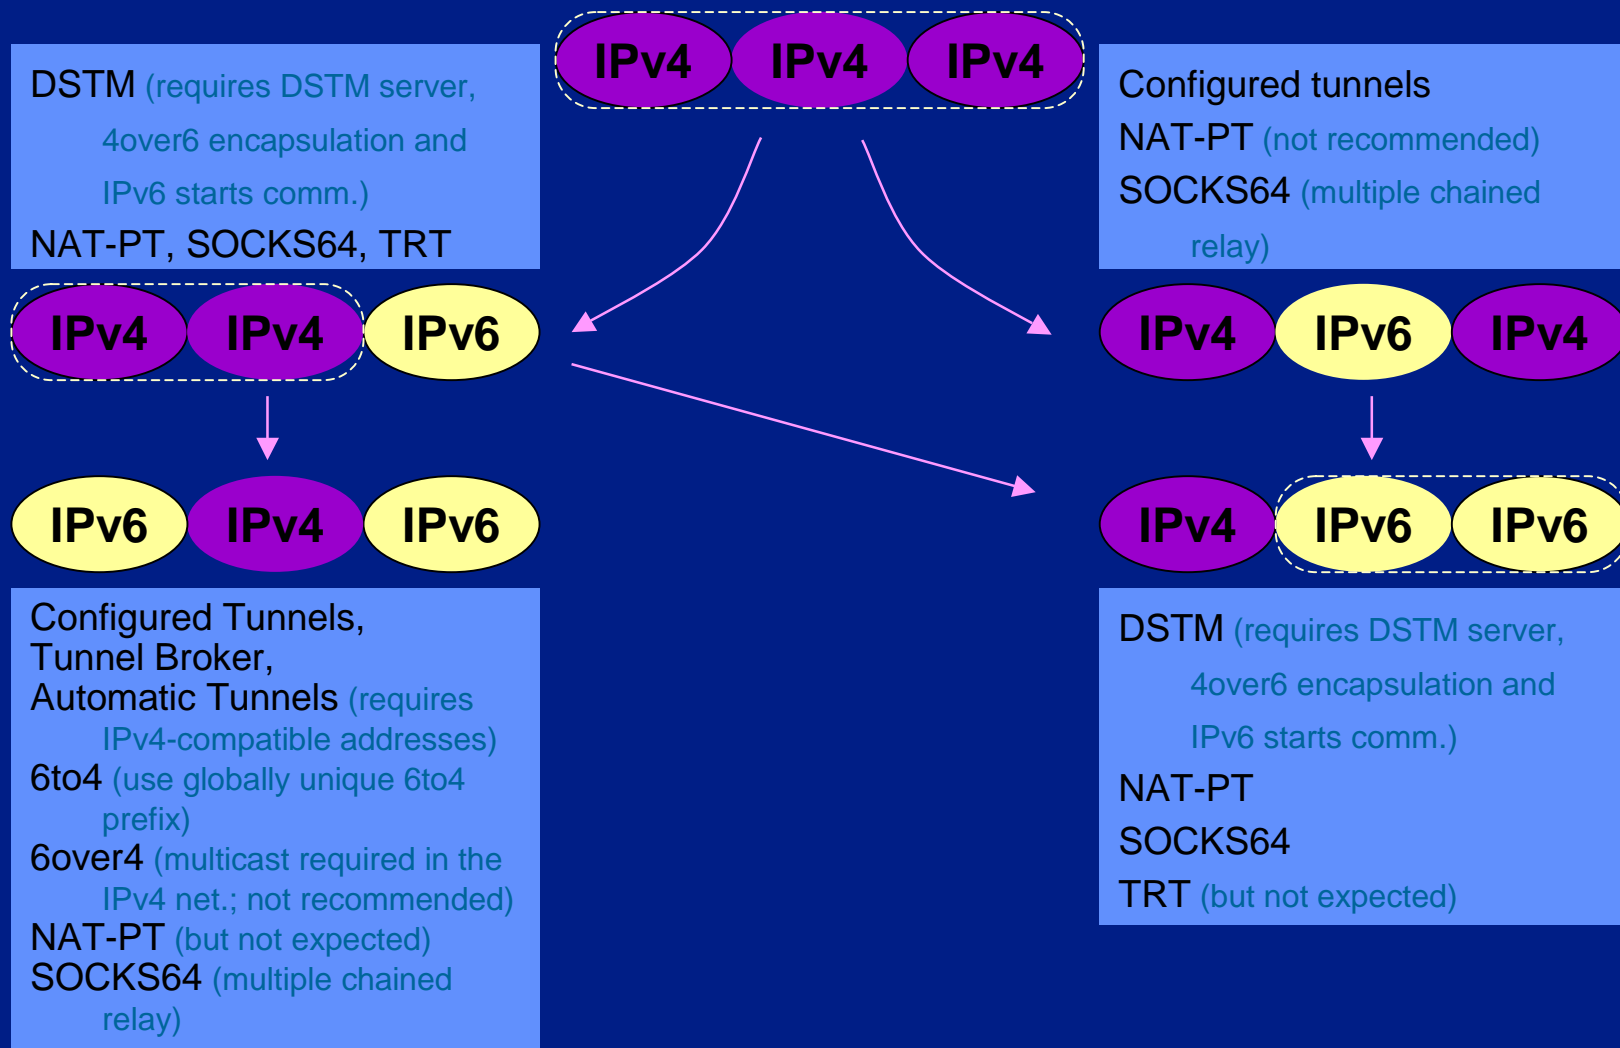 IPv4 IPv4 IPv4
DSTM (requires DSTM server,
4over6 encapsulation and
IPv6 starts comm.)
NAT-PT, SOCKS64, TRT
Configured tunnels
NAT-PT (not recommended)
SOCKS64 (multiple chained
relay)
IPv4 IPv4 IPv6
IPv4 IPv6 IPv4
IPv6 IPv4 IPv6
IPv4 IPv6 IPv6
Configured Tunnels,
Tunnel Broker,
Automatic Tunnels (requires
IPv4-compatible addresses)
6to4 (use globally unique 6to4
prefix)
6over4 (multicast required in the
IPv4 net.; not recommended)
NAT-PT (but not expected)
SOCKS64 (multiple chained
relay)
DSTM (requires DSTM server,
4over6 encapsulation and
IPv6 starts comm.)
NAT-PT
SOCKS64
TRT (but not expected)